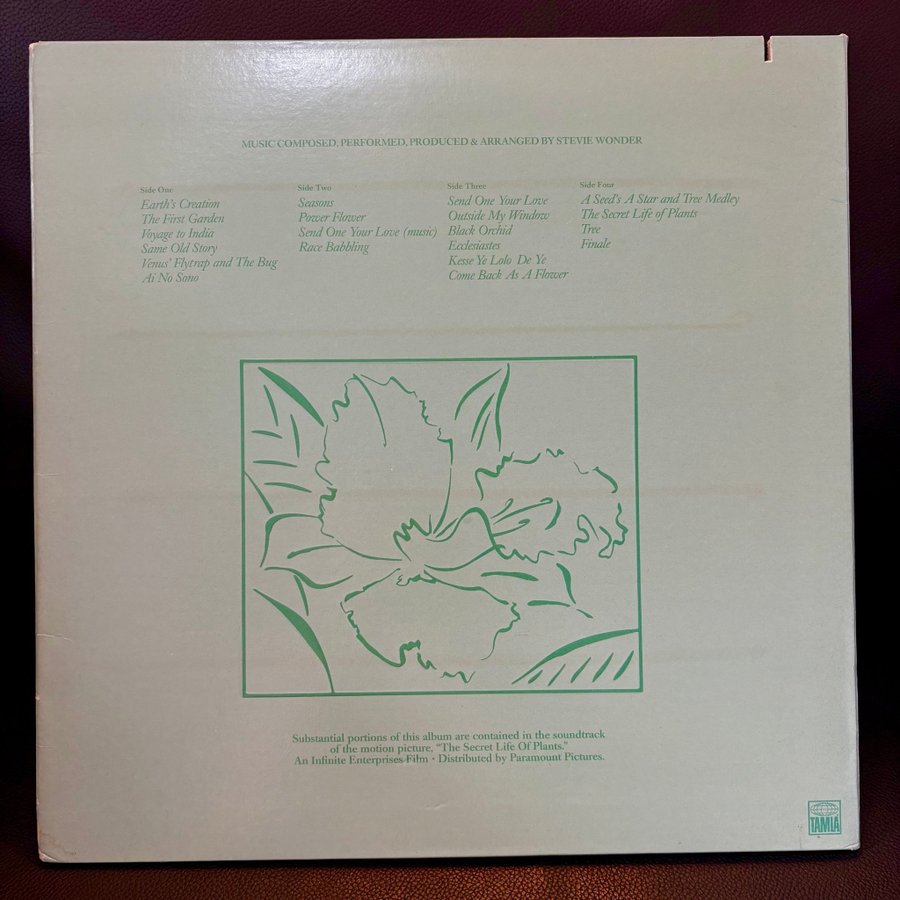 MUSIC COMPOSED, PERFORMED, PRODUCED & ARRANGED BY STEVIE WONDER
Side One
Earth's Creation
The First Garden
Voyage to India
Same Old Story
Venus' Flytrap and The Bug
Ai No Sono
Side Two
Seasons
Power Flower
Send One Your Love (music)
Race Babbling
Side Three
Send One Your Love
Outside My Window
Black Orchid
Ecclesiastes
Kesse Ye Lolo De Ye
Come Back As A Flower
Side Four
A Seed's A Star and Tree Medley
The Secret Life of Plants
Tree
Finale
Substantial portions of this album are contained in the soundtrack
of the motion picture, "The Secret Life Of Plants."
An Infinite Enterprises Film • Distributed by Paramount Pictures.
TAMLA